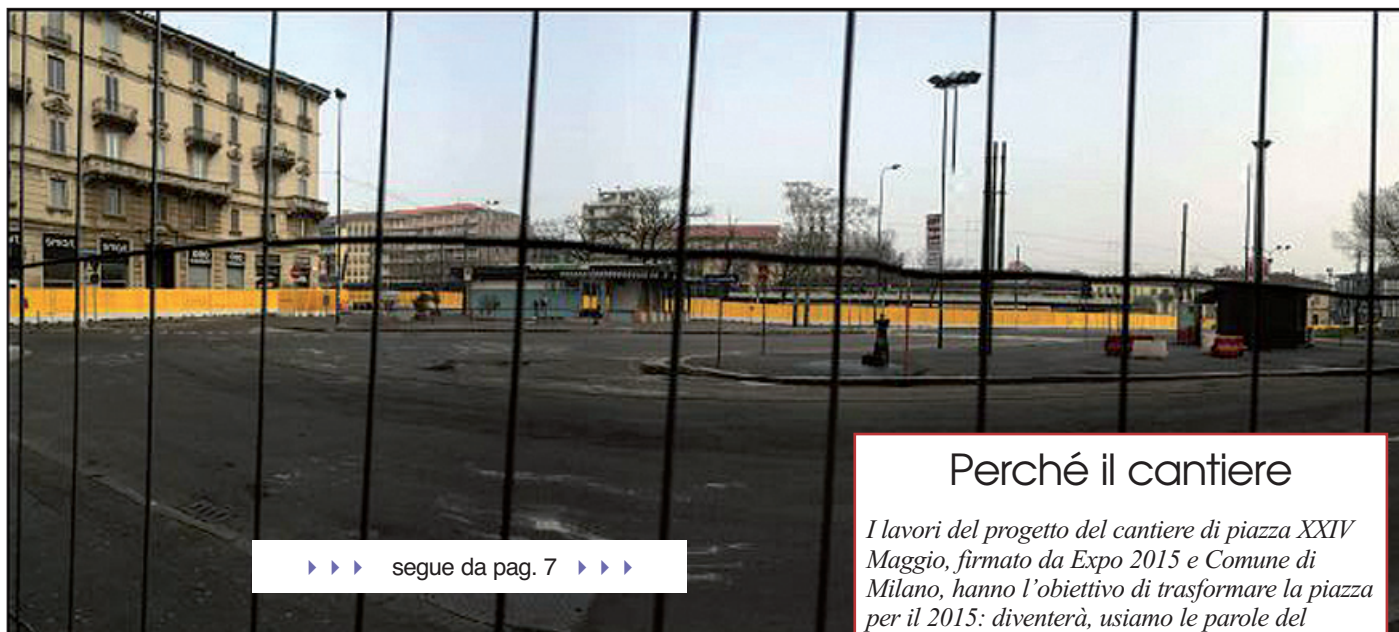 segue da pag. 7
Perché il cantiere
I lavori del progetto del cantiere di piazza XXIV
Maggio, firmato da Expo 2015 e Comune di
Milano, hanno l'obiettivo di trasformare la piazza
per il 2015: diventerà, usiamo le parole del